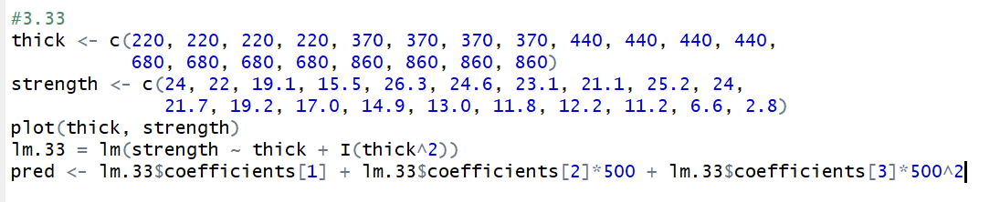 #3.33
thick <- c(220, 220, 220, 220, 370, 370, 370, 370, 440, 440, 440, 440,
680, 680, 680, 680, 860, 860, 860, 860)
strength <- c(24, 22, 19.1, 15.5, 26.3, 24.6, 23.1, 21.1, 25.2, 24,
21.7, 19.2, 17.0, 14.9, 13.0, 11.8, 12.2, 11.2, 6.6, 2.8)
plot(thick, strength)
lm.33 = lm(strength ~ thick + I(thick^2))
pred <- lm.33$coefficients[1] + lm.33$coefficients[2]*500 + lm.33$coefficients[3]*500^2